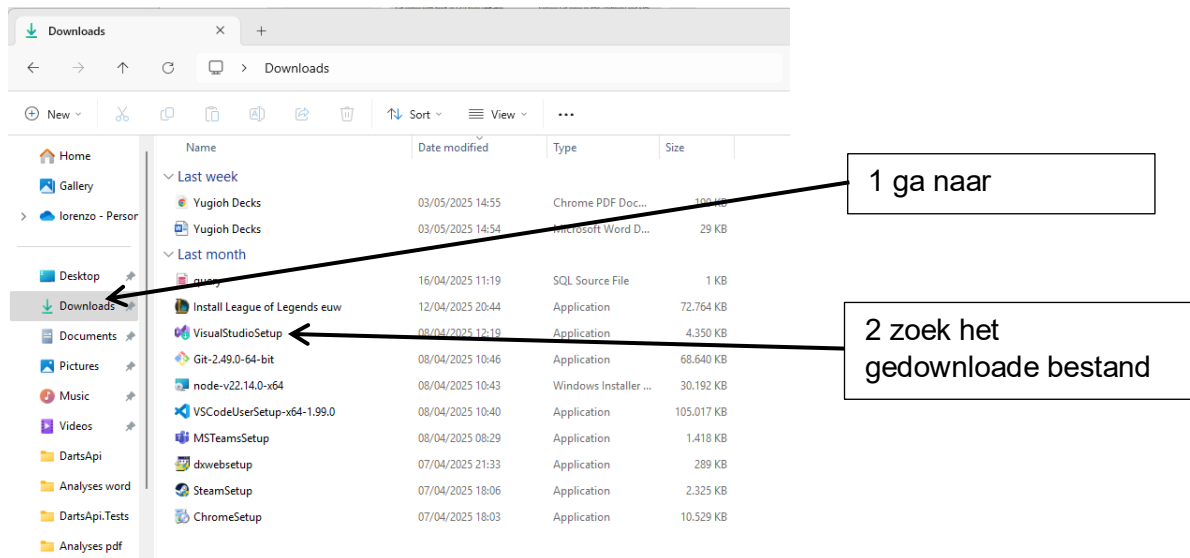 Downloads
Downloads
New
Sort
View
Name Date modified Type Size
Home
Gallery
lorenzo - Person
Desktop
Downloads
Documents
Pictures
Music
Videos
DartsApi
Analyses word
DartsApi.Tests
Analyses pdf
Last week
Yugioh Decks 03/05/2025 14:55 Chrome PDF Doc... 190 KB
Yugioh Decks 03/05/2025 14:54 Microsoft Word D... 29 KB
Last month
query 16/04/2025 11:19 SQL Source File 1 KB
Install League of Legends euw 12/04/2025 20:44 Application 72.764 KB
VisualStudioSetup 08/04/2025 12:19 Application 4.350 KB
Git-2.49.0-64-bit 08/04/2025 10:46 Application 68.640 KB
node-v22.14.0-x64 08/04/2025 10:43 Windows Installer ... 30.192 KB
VSCodeUserSetup-x64-1.99.0 08/04/2025 10:40 Application 105.017 KB
MSTeamsSetup 08/04/2025 08:29 Application 1.418 KB
dxwebsetup 07/04/2025 21:33 Application 289 KB
SteamSetup 07/04/2025 18:06 Application 2.325 KB
ChromeSetup 07/04/2025 18:03 Application 10.529 KB
1 ga naar
2 zoek het
gedownloade bestand